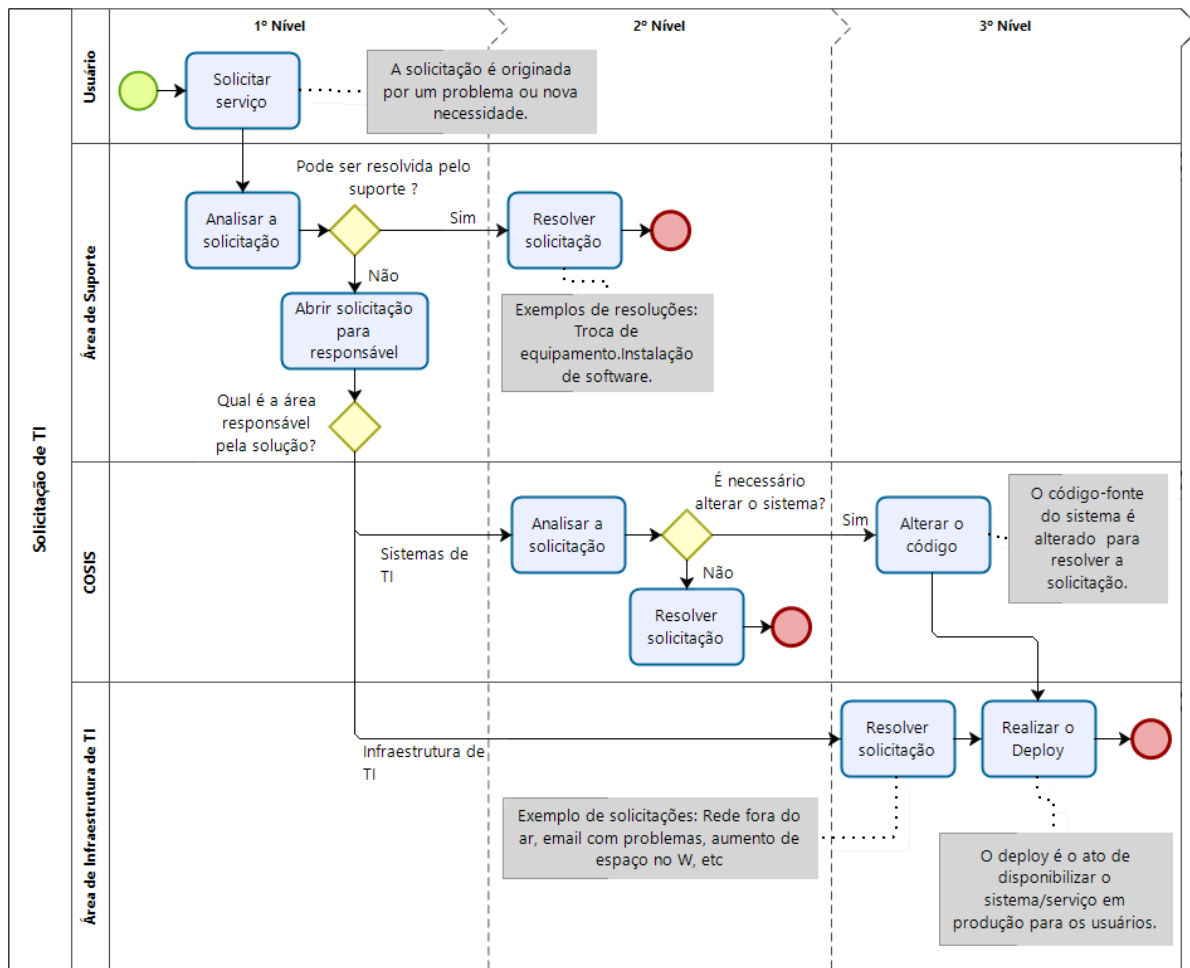 1º Nível
2º Nível
3º Nível
Solicitação de TI
Usuário
Solicitar
serviço
A solicitação é originada
por um problema ou nova
necessidade.
Área de Suporte
Pode ser resolvida pelo
suporte ?
Analisar a
solicitação
Sim
Resolver
solicitação
Não
Abrir solicitação
para
responsável
Exemplos de resoluções:
Troca de
equipamento.Instalação
de software.
Qual é a área
responsável
pela solução?
COSIS
Sistemas de
TI
Analisar a
solicitação
É necessário
alterar o sistema?
Sim
Alterar o
código
O código-fonte
do sistema é
alterado para
resolver a
solicitação.
Não
Resolver
solicitação
Área de Infraestrutura de TI
Infraestrutura de
TI
Resolver
solicitação
Realizar o
Deploy
Exemplo de solicitações: Rede fora do
ar, email com problemas, aumento de
espaço no W, etc
O deploy é o ato de
disponibilizar o
sistema/serviço em
produção para os usuários.